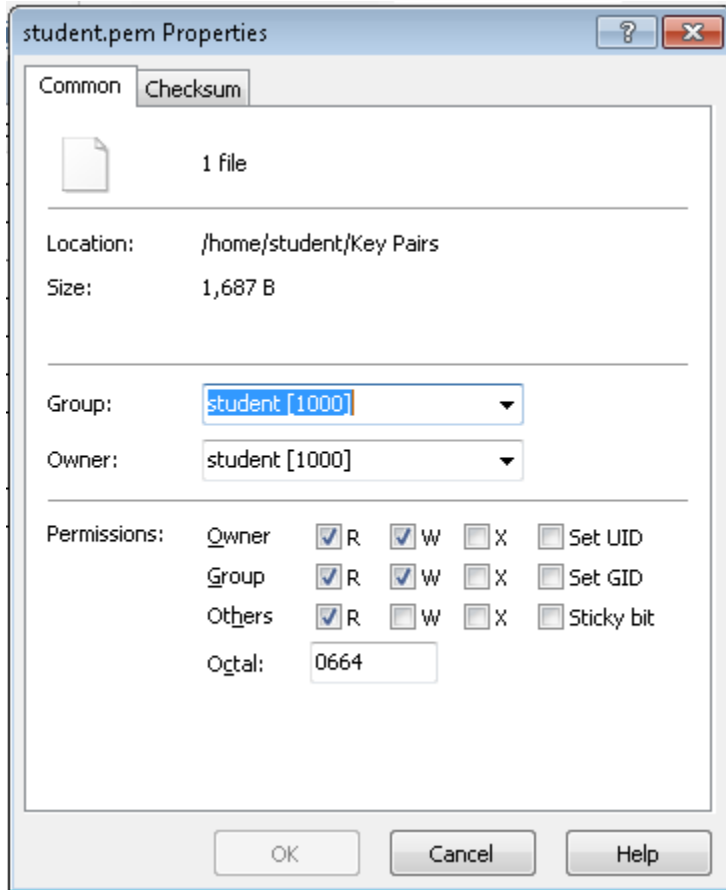 student.pem Properties
Common Checksum
1 file
Location: /home/student/Key Pairs
Size: 1,687 B
Group: student [1000]
Owner: student [1000]
Permissions: Owner R W X Set UID
Group R W X Set GID
Others R W X Sticky bit
Octal: 0664
OK Cancel Help